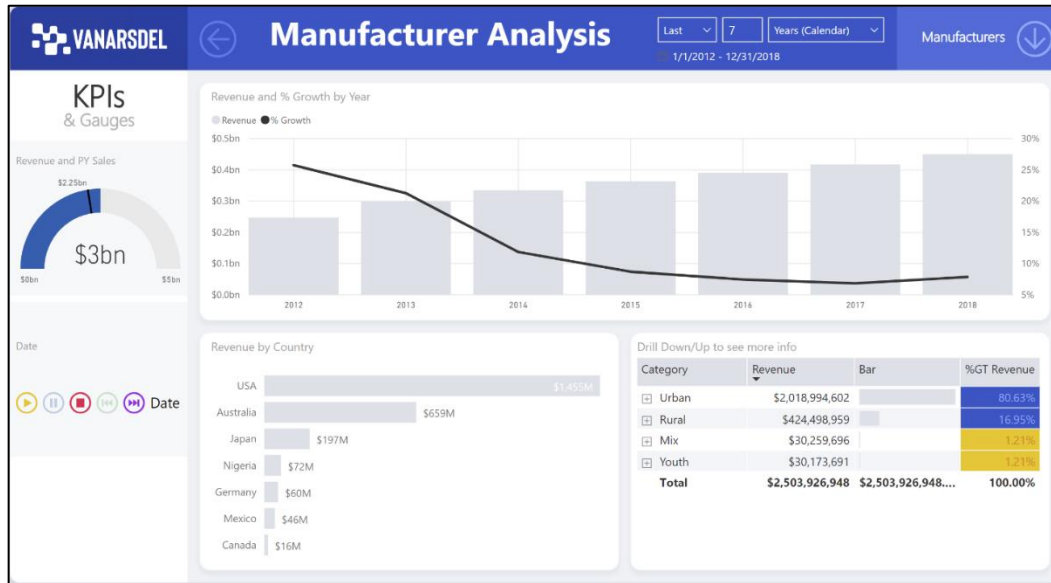 VANARSDEL
Manufacturer Analysis
Last 7 Years (Calendar)
1/1/2012 - 12/31/2018
Manufacturers
KPIs
& Gauges
Revenue and PY Sales
$2.25bn
$3bn
$0bn $5bn
Date
Date
Revenue and % Growth by Year
Revenue % Growth
$0.5bn 30%
$0.4bn 25%
$0.3bn 20%
$0.2bn 15%
$0.1bn 10%
$0.0bn 5%
2012 2013 2014 2015 2016 2017 2018
Revenue by Country
USA $1,455M
Australia $659M
Japan $197M
Nigeria $72M
Germany $60M
Mexico $46M
Canada $16M
Drill Down/Up to see more info
Category Revenue Bar %GT Revenue
Urban $2,018,994,602 80.63%
Rural $424,498,959 16.95%
Mix $30,259,696 1.21%
Youth $30,173,691 1.21%
Total $2,503,926,948 $2,503,926,948.... 100.00%